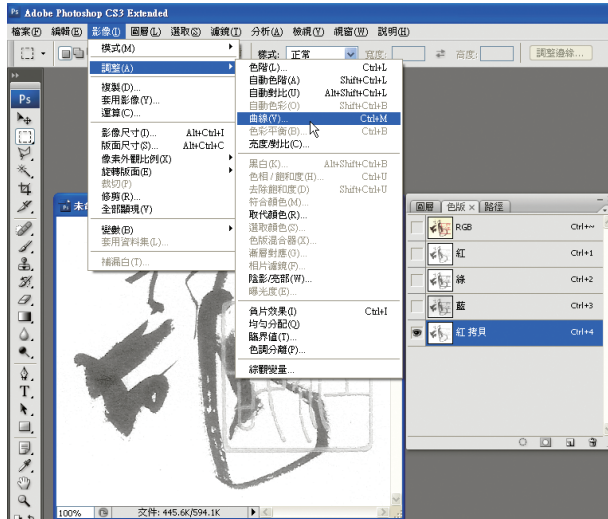 Adobe Photoshop CS3 Extended
檔案(F) 編輯(E) 影像(I) 圖層(L) 選取(S) 濾鏡(T) 分析(A) 檢視(V) 視窗(W) 說明(H)
樣式: 正常 寬度: 高度: 調整邊緣...
模式(M)
調整(A)
複製(D)...
套用影像(Y)...
運算(C)...
影像尺寸(I)... Alt+Ctrl+I
版面尺寸(S)... Alt+Ctrl+C
像素外觀比例(X)
旋轉版面(E)
裁切(P)
修剪(R)...
全部顯現(V)
變數(B)
套用資料集(L)...
補漏白(T)...
色階(L)... Ctrl+L
自動色階(A) Shift+Ctrl+L
自動對比(U) Alt+Shift+Ctrl+L
自動色彩(O) Shift+Ctrl+B
曲線(V)... Ctrl+M
色彩平衡(B)... Ctrl+B
亮度/對比(C)...
黑白(K)... Alt+Shift+Ctrl+B
色相/飽和度(H)... Ctrl+U
去除飽和度(D) Shift+Ctrl+U
符合顏色(M)...
取代顏色(R)...
選取顏色(S)...
色版混合器(X)...
漸層對應(G)...
相片濾鏡(F)...
陰影/亮部(W)...
曝光度(E)...
負片效果(I) Ctrl+I
均勻分配(Q)
臨界值(T)...
色調分離(P)...
綜觀變量...
Ps
未
圖層 色版 × 路徑
RGB Ctrl+~
紅 Ctrl+1
綠 Ctrl+2
藍 Ctrl+3
紅 拷貝 Ctrl+4
100% 文件: 445.6K/594.1K